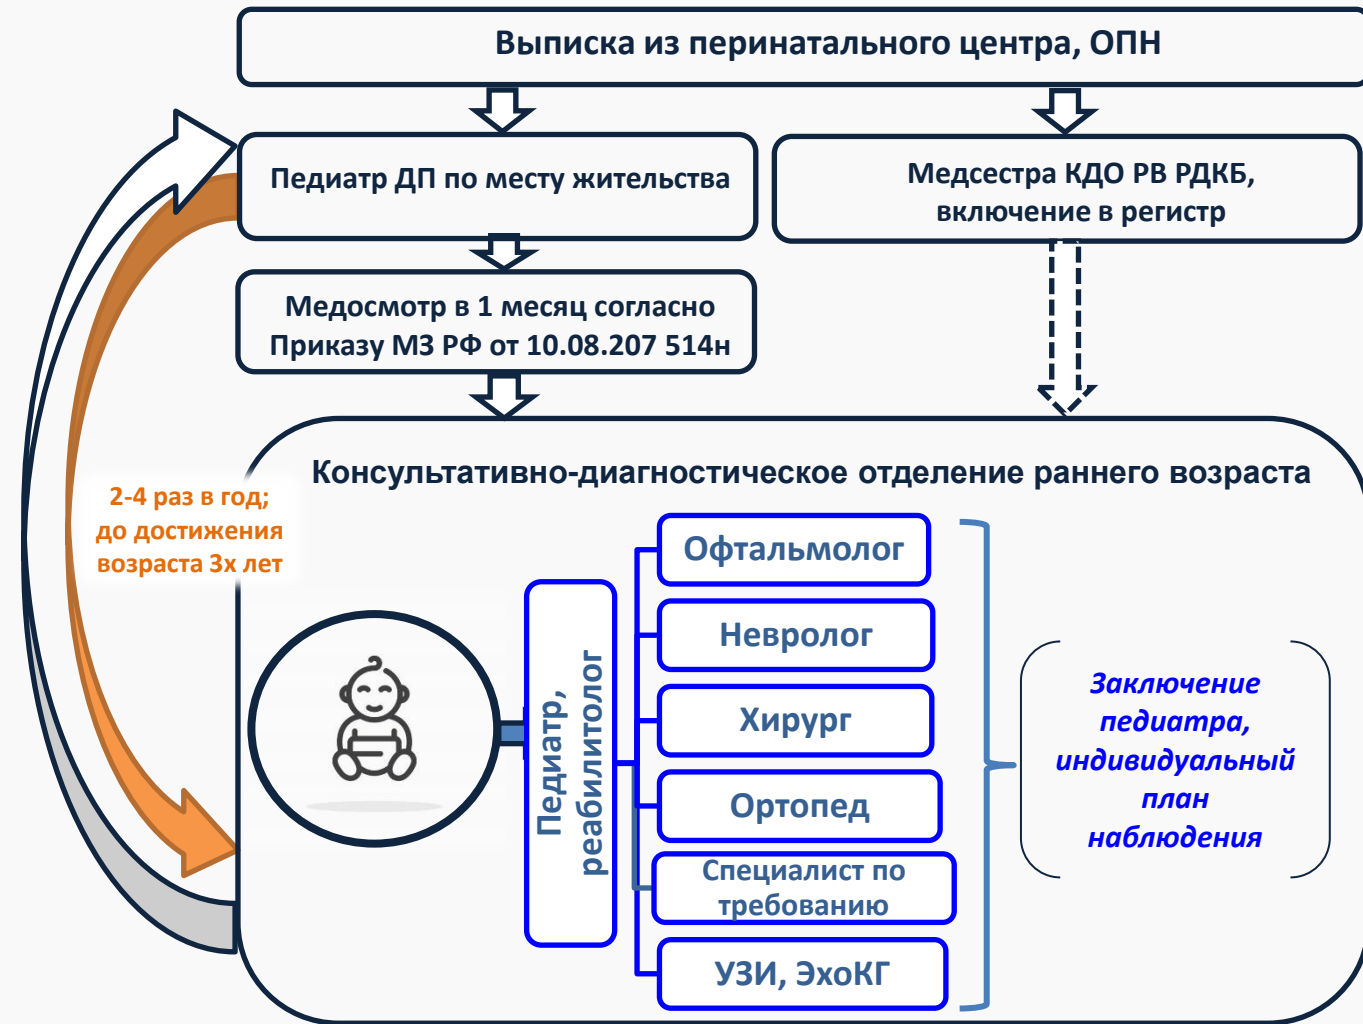 Выписка из перинатального центра, ОПН
Педиатр ДП по месту жительства
Медсестра КДО РВ РДКБ,
включение в регистр
Медосмотр в 1 месяц согласно
Приказу МЗ РФ от 10.08.207 514н
2-4 раз в год;
до достижения
возраста 3х лет
Консультативно-диагностическое отделение раннего возраста
Педиатр,
реабилитолог
Офтальмолог
Невролог
Хирург
Ортопед
Специалист по
требованию
УЗИ, ЭхоКГ
Заключение
педиатра,
индивидуальный
план
наблюдения